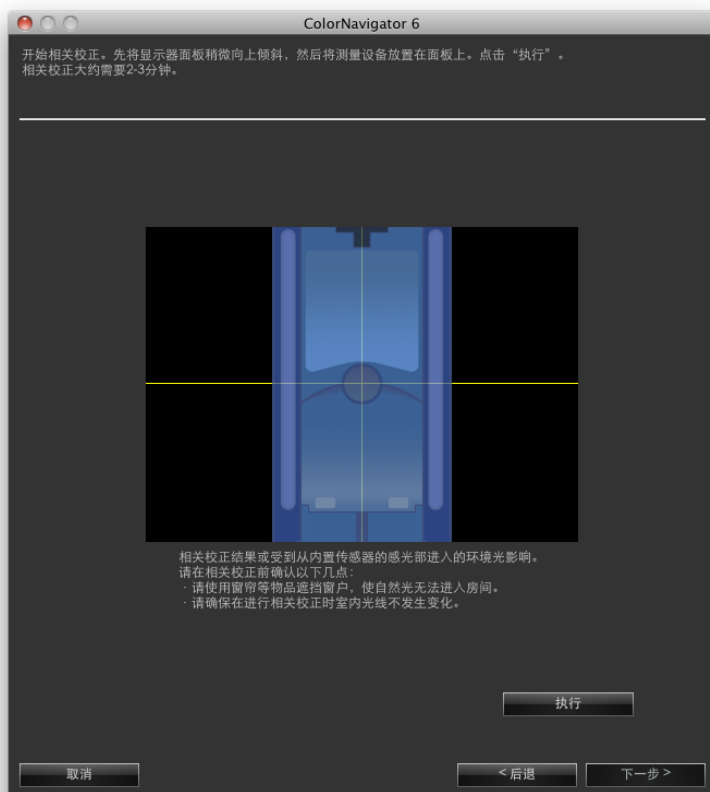 ColorNavigator 6
开始相关校正。先将显示器面板稍微向上倾斜，然后将测量设备放置在面板上。点击“执行”。
相关校正大约需要2-3分钟。
相关校正结果或受到从内置传感器的感光部进入的环境光影响。
请在相关校正前确认以下几点：
·请使用窗帘等物品遮挡窗户，使自然光无法进入房间。
·请确保在进行相关校正时室内光线不发生变化。
执行
取消
<后退
下一步>